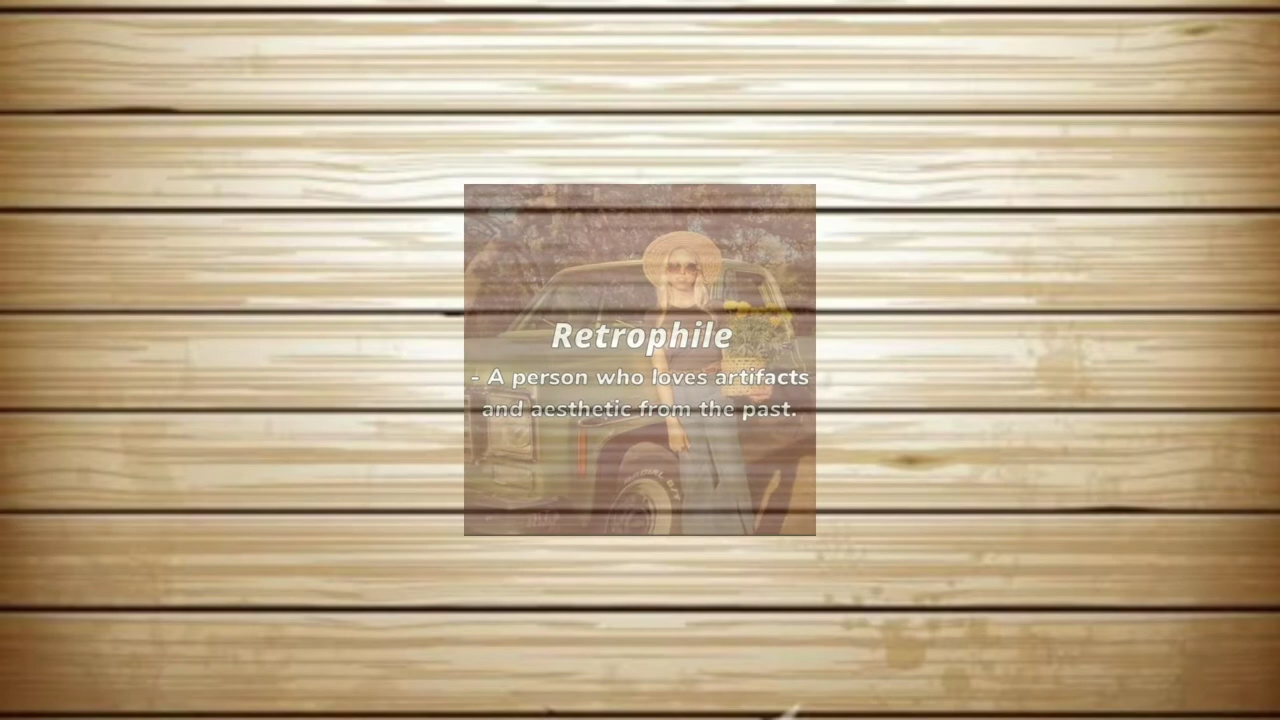 Retrophile
- A person who loves artifacts
and aesthetic from the past.